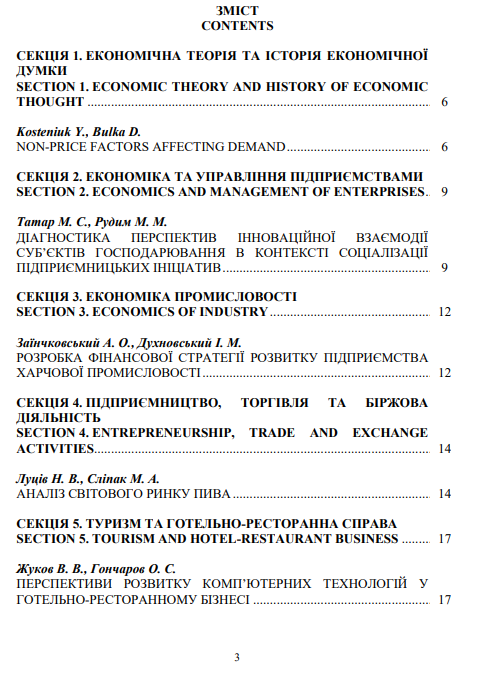 ЗМІСТ
CONTENTS
СЕКЦІЯ 1. ЕКОНОМІЧНА ТЕОРІЯ ТА ІСТОРІЯ ЕКОНОМІЧНОЇ
ДУМКИ
SECTION 1. ECONOMIC THEORY AND HISTORY OF ECONOMIC
THOUGHT ........................................................ 6
Kosteniuk Y., Bulka D.
NON-PRICE FACTORS AFFECTING DEMAND........................ 6
СЕКЦІЯ 2. ЕКОНОМІКА ТА УПРАВЛІННЯ ПІДПРИЄМСТВАМИ
SECTION 2. ECONOMICS AND MANAGEMENT OF ENTERPRISES.. 9
Татар М. С., Рудим М. М.
ДІАГНОСТИКА ПЕРСПЕКТИВ ІННОВАЦІЙНОЇ ВЗАЄМОДІЇ
СУБ’ЄКТІВ ГОСПОДАРЮВАННЯ В КОНТЕКСТІ СОЦІАЛІЗАЦІЇ
ПІДПРИЄМНИЦЬКИХ ІНІЦІАТИВ.................................. 9
СЕКЦІЯ 3. ЕКОНОМІКА ПРОМИСЛОВОСТІ
SECTION 3. ECONOMICS OF INDUSTRY............................ 12
Заїнчковський А. О., Духновський І. М.
РОЗРОБКА ФІНАНСОВОЇ СТРАТЕГІЇ РОЗВИТКУ ПІДПРИЄМСТВА
ХАРЧОВОЇ ПРОМИСЛОВОСТІ...................................... 12
СЕКЦІЯ 4. ПІДПРИЄМНИЦТВО, ТОРГІВЛЯ ТА БІРЖОВА
ДІЯЛЬНІСТЬ
SECTION 4. ENTREPRENEURSHIP, TRADE AND EXCHANGE
ACTIVITIES...................................................... 14
Луців Н. В., Сліпак М. А.
АНАЛІЗ СВІТОВОГО РИНКУ ПИВА................................ 14
СЕКЦІЯ 5. ТУРИЗМ ТА ГОТЕЛЬНО-РЕСТОРАННА СПРАВА
SECTION 5. TOURISM AND HOTEL-RESTAURANT BUSINESS ....... 17
Жуков В. В., Гончаров О. С.
ПЕРСПЕКТИВИ РОЗВИТКУ КОМП’ЮТЕРНИХ ТЕХНОЛОГІЙ У
ГОТЕЛЬНО-РЕСТОРАННОМУ БІЗНЕСІ ............................. 17
3